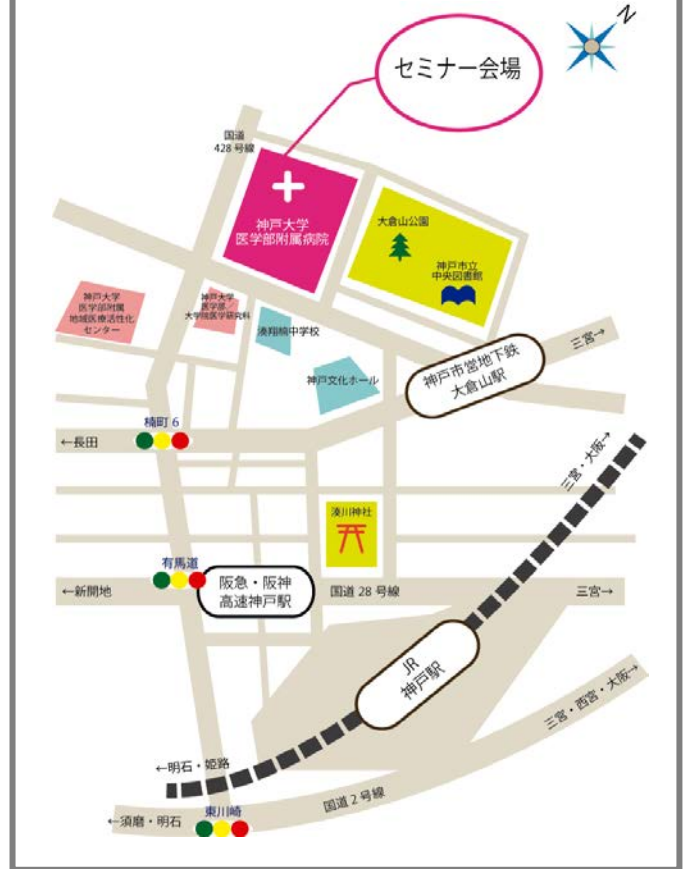 N
セミナー会場
国道
428号線
神戸大学
医学部附属病院
大倉山公園
神戸市立
中央図書館
神戸大学
医学部附属
地域医療活性化
センター
神戸大学
医学部／
大学院医学研究科
湊翔楠中学校
神戸文化ホール
神戸市営地下鉄
大倉山駅
三宮→
楠町6
←長田
三宮・大阪→
湊川神社
有馬道
←新開地
阪急・阪神
高速神戸駅
国道28号線
三宮→
JR
神戸駅
三宮・西宮・大阪→
←明石・姫路
国道2号線
東川崎
←須磨・明石